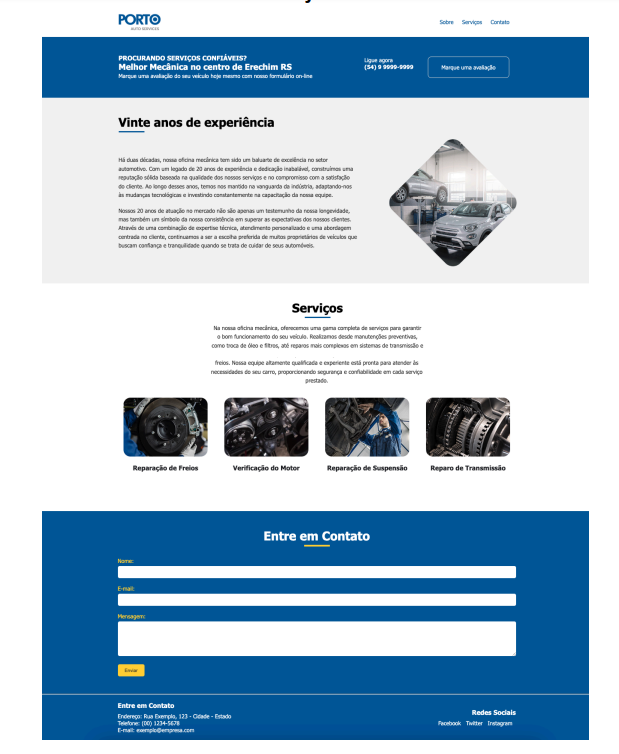 PORTO
AUTO SERVICES
Sobre Serviços Contato
PROCURANDO SERVIÇOS CONFIÁVEIS?
Melhor Mecânica no centro de Erechim RS
Marque uma avaliação do seu veículo hoje mesmo com nosso formulário on-line
Ligue agora
(54) 9 9999-9999
Marque uma avaliação
Vinte anos de experiência
Há duas décadas, nossa oficina mecânica tem sido um baluarte de excelência no setor
automotivo. Com um legado de 20 anos de experiência e dedicação inabalável, construímos uma
reputação sólida baseada na qualidade dos nossos serviços e no compromisso com a satisfação
do cliente. Ao longo desses anos, temos nos mantido na vanguarda da indústria, adaptando-nos
às mudanças tecnológicas e investindo constantemente na capacitação da nossa equipe.
Nossos 20 anos de atuação no mercado não são apenas um testemunho da nossa longevidade,
mas também um símbolo da nossa consistência em superar as expectativas dos nossos clientes.
Através de uma combinação de expertise técnica, atendimento personalizado e uma abordagem
centrada no cliente, continuamos a ser a escolha preferida de muitos proprietários de veículos que
buscam confiança e tranquilidade quando se trata de cuidar de seus automóveis.
Serviços
Na nossa oficina mecânica, oferecemos uma gama completa de serviços para garantir
o bom funcionamento do seu veículo. Realizamos desde manutenções preventivas,
como troca de óleo e filtros, até reparos mais complexos em sistemas de transmissão e
freios. Nossa equipe altamente qualificada e experiente está pronta para atender às
necessidades do seu carro, proporcionando segurança e confiabilidade em cada serviço
prestado.
Reparação de Freios
Verificação do Motor
Reparação de Suspensão
Reparo de Transmissão
Entre em Contato
Nome:
E-mail:
Mensagem:
Enviar
Entre em Contato
Endereço: Rua Exemplo, 123 - Cidade - Estado
Telefone: (00) 1234-5678
E-mail: exemplo@empresa.com
Redes Sociais
Facebook Twitter Instagram